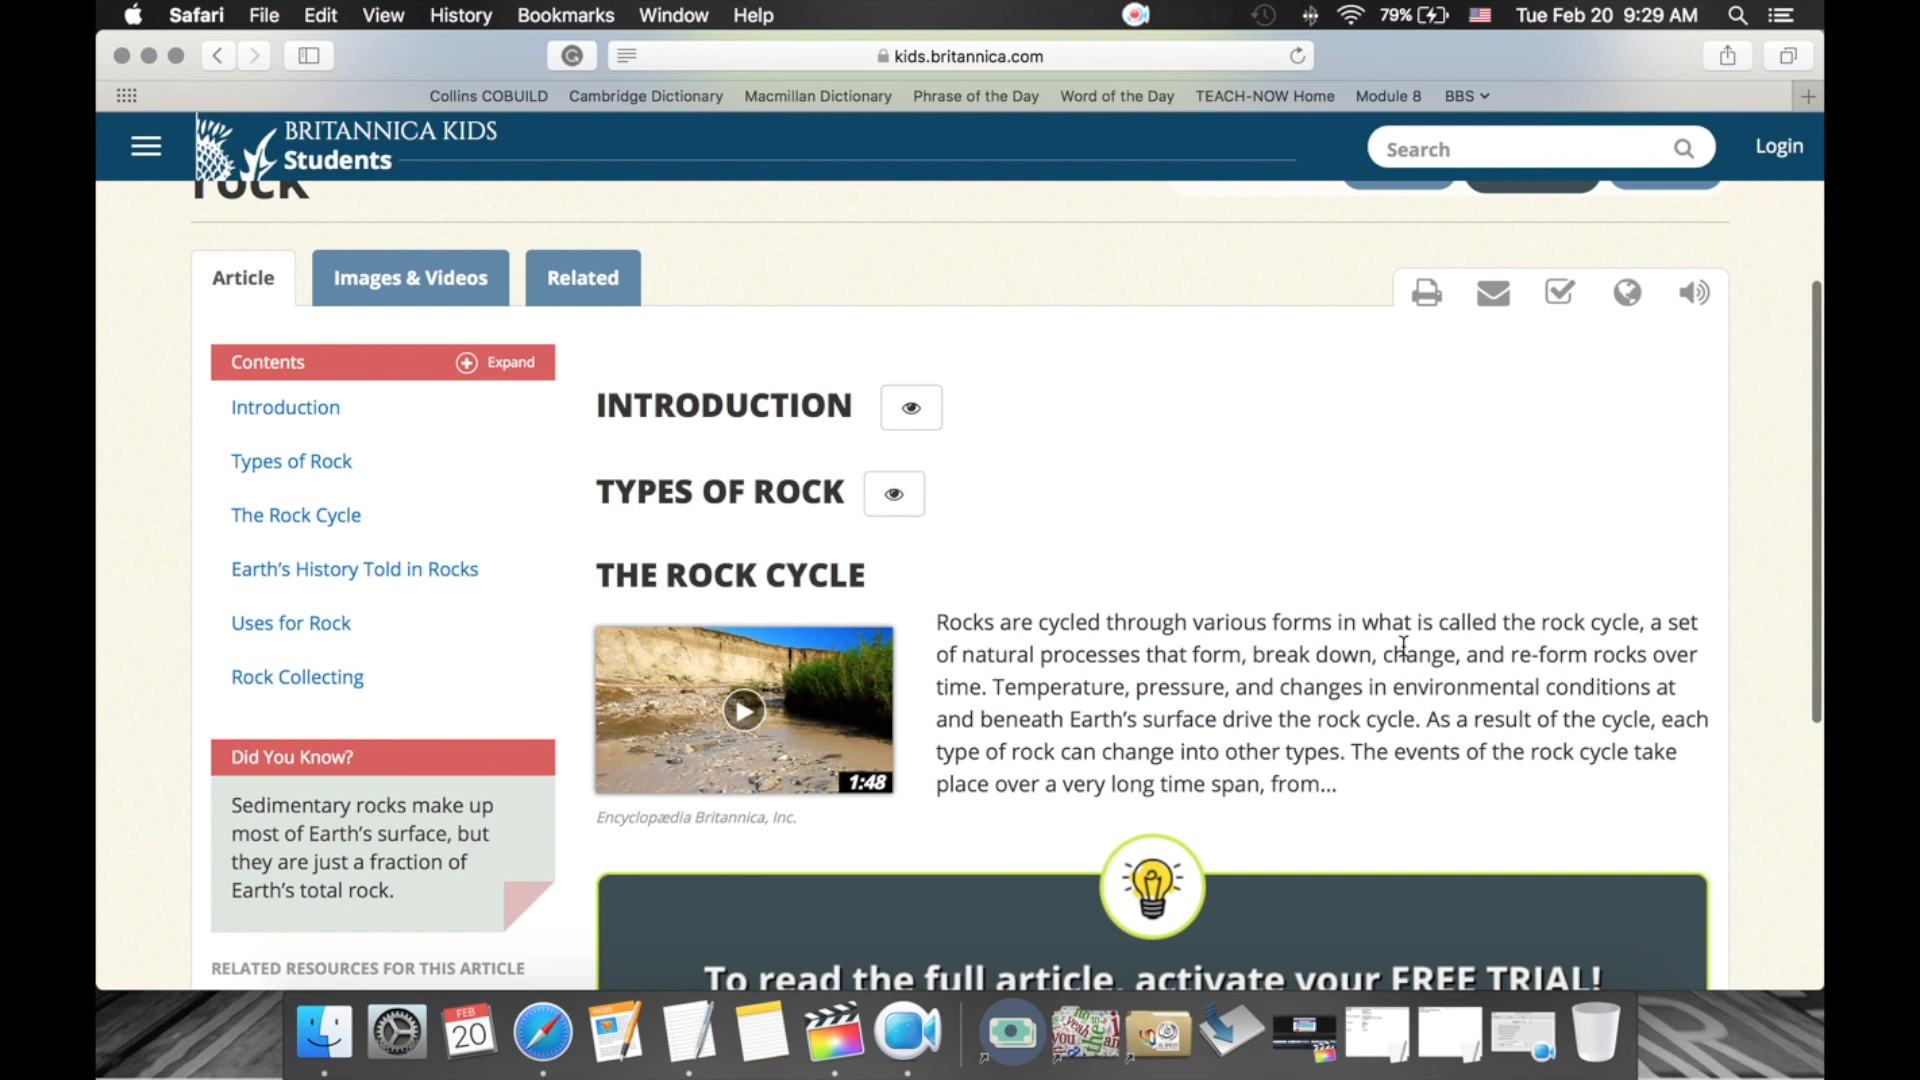 Safari File Edit View History Bookmarks Window Help 79% Tue Feb 20 9:29 AM
kids.britannica.com
Collins COBUILD Cambridge Dictionary Macmillan Dictionary Phrase of the Day Word of the Day TEACH-NOW Home Module 8 BBS
BRITANNICA KIDS
Students
Search
Login
rock
Article Images & Videos Related
Contents Expand
Introduction
Types of Rock
The Rock Cycle
Earth's History Told in Rocks
Uses for Rock
Rock Collecting
Did You Know?
Sedimentary rocks make up
most of Earth's surface, but
they are just a fraction of
Earth's total rock.
RELATED RESOURCES FOR THIS ARTICLE
INTRODUCTION
TYPES OF ROCK
THE ROCK CYCLE
1:48
Encyclopædia Britannica, Inc.
Rocks are cycled through various forms in what is called the rock cycle, a set
of natural processes that form, break down, change, and re-form rocks over
time. Temperature, pressure, and changes in environmental conditions at
and beneath Earth's surface drive the rock cycle. As a result of the cycle, each
type of rock can change into other types. The events of the rock cycle take
place over a very long time span, from...
To read the full article, activate your FREE TRIAL!
FEB
20
PAGES